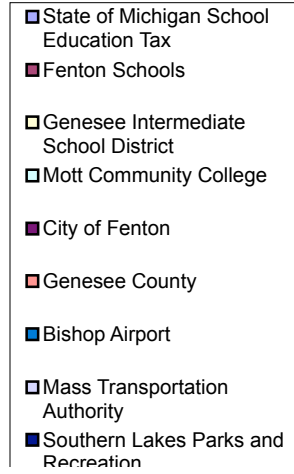 State of Michigan School
Education Tax
Fenton Schools
Genesee Intermediate
School District
Mott Community College
City of Fenton
Genesee County
Bishop Airport
Mass Transportation
Authority
Southern Lakes Parks and
Recreation